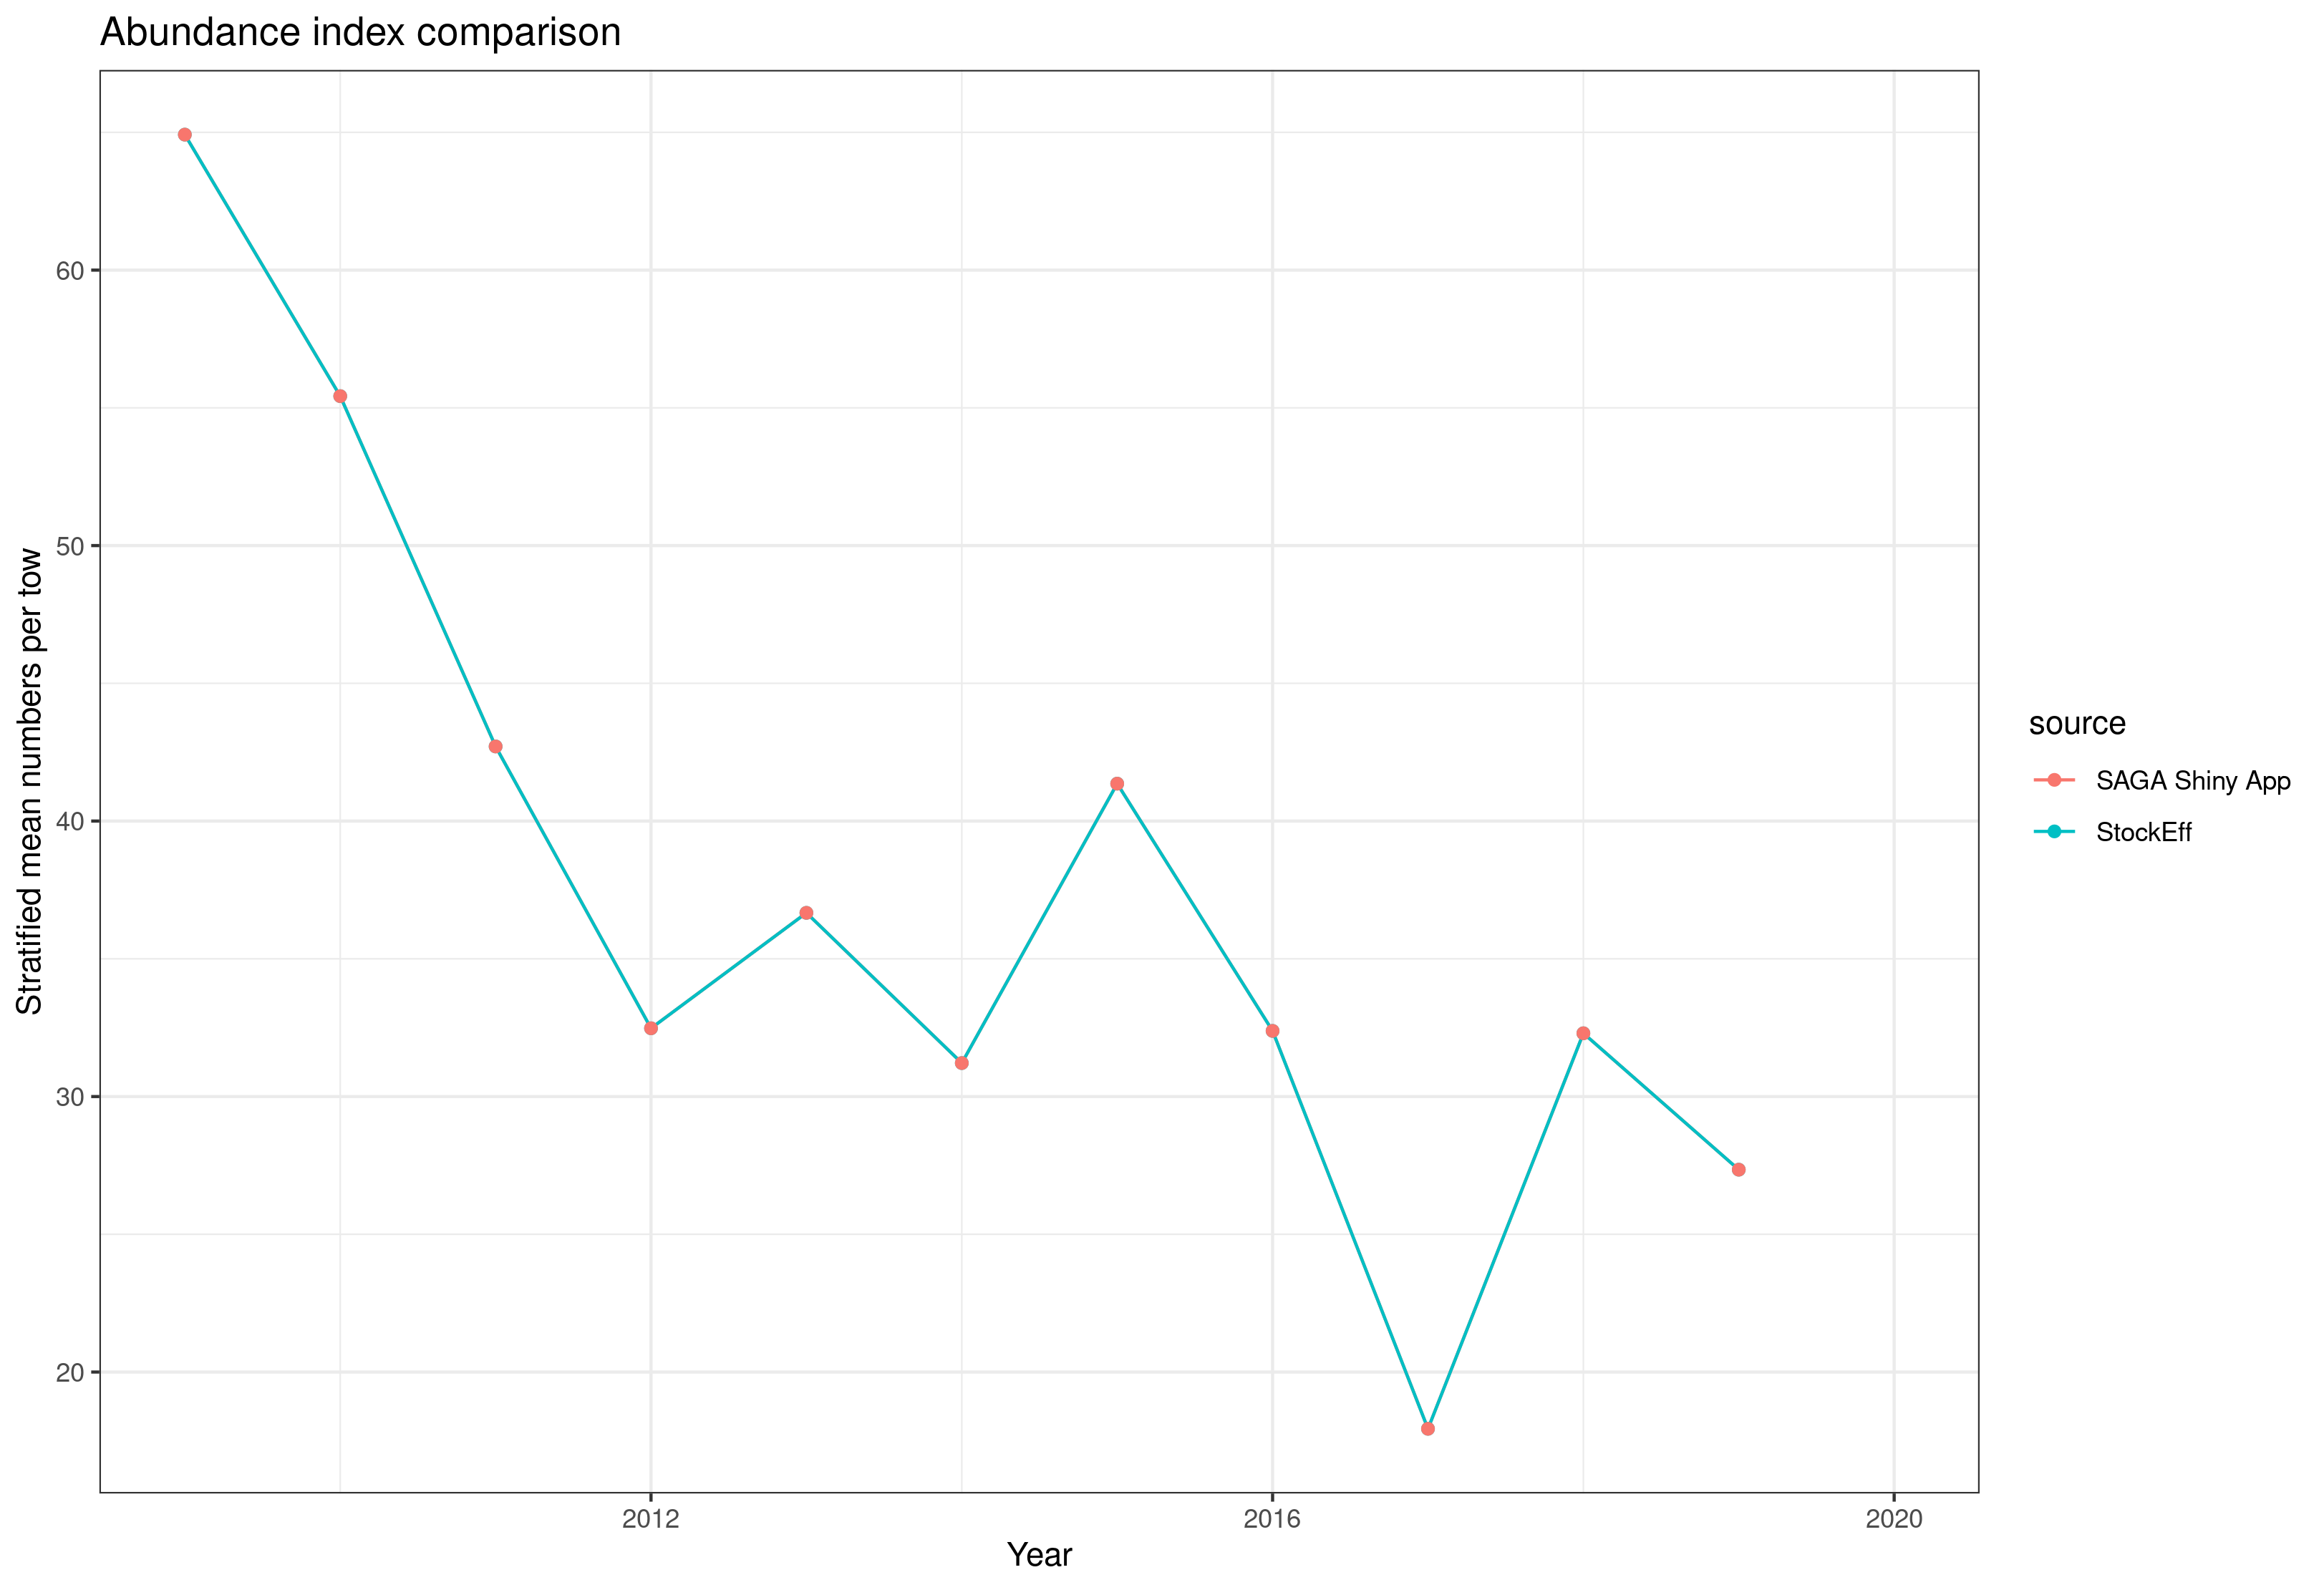 Abundance index comparison
Stratified mean numbers per tow
60
50
40
30
20
2012
2016
2020
Year
source
SAGA Shiny App
StockEff